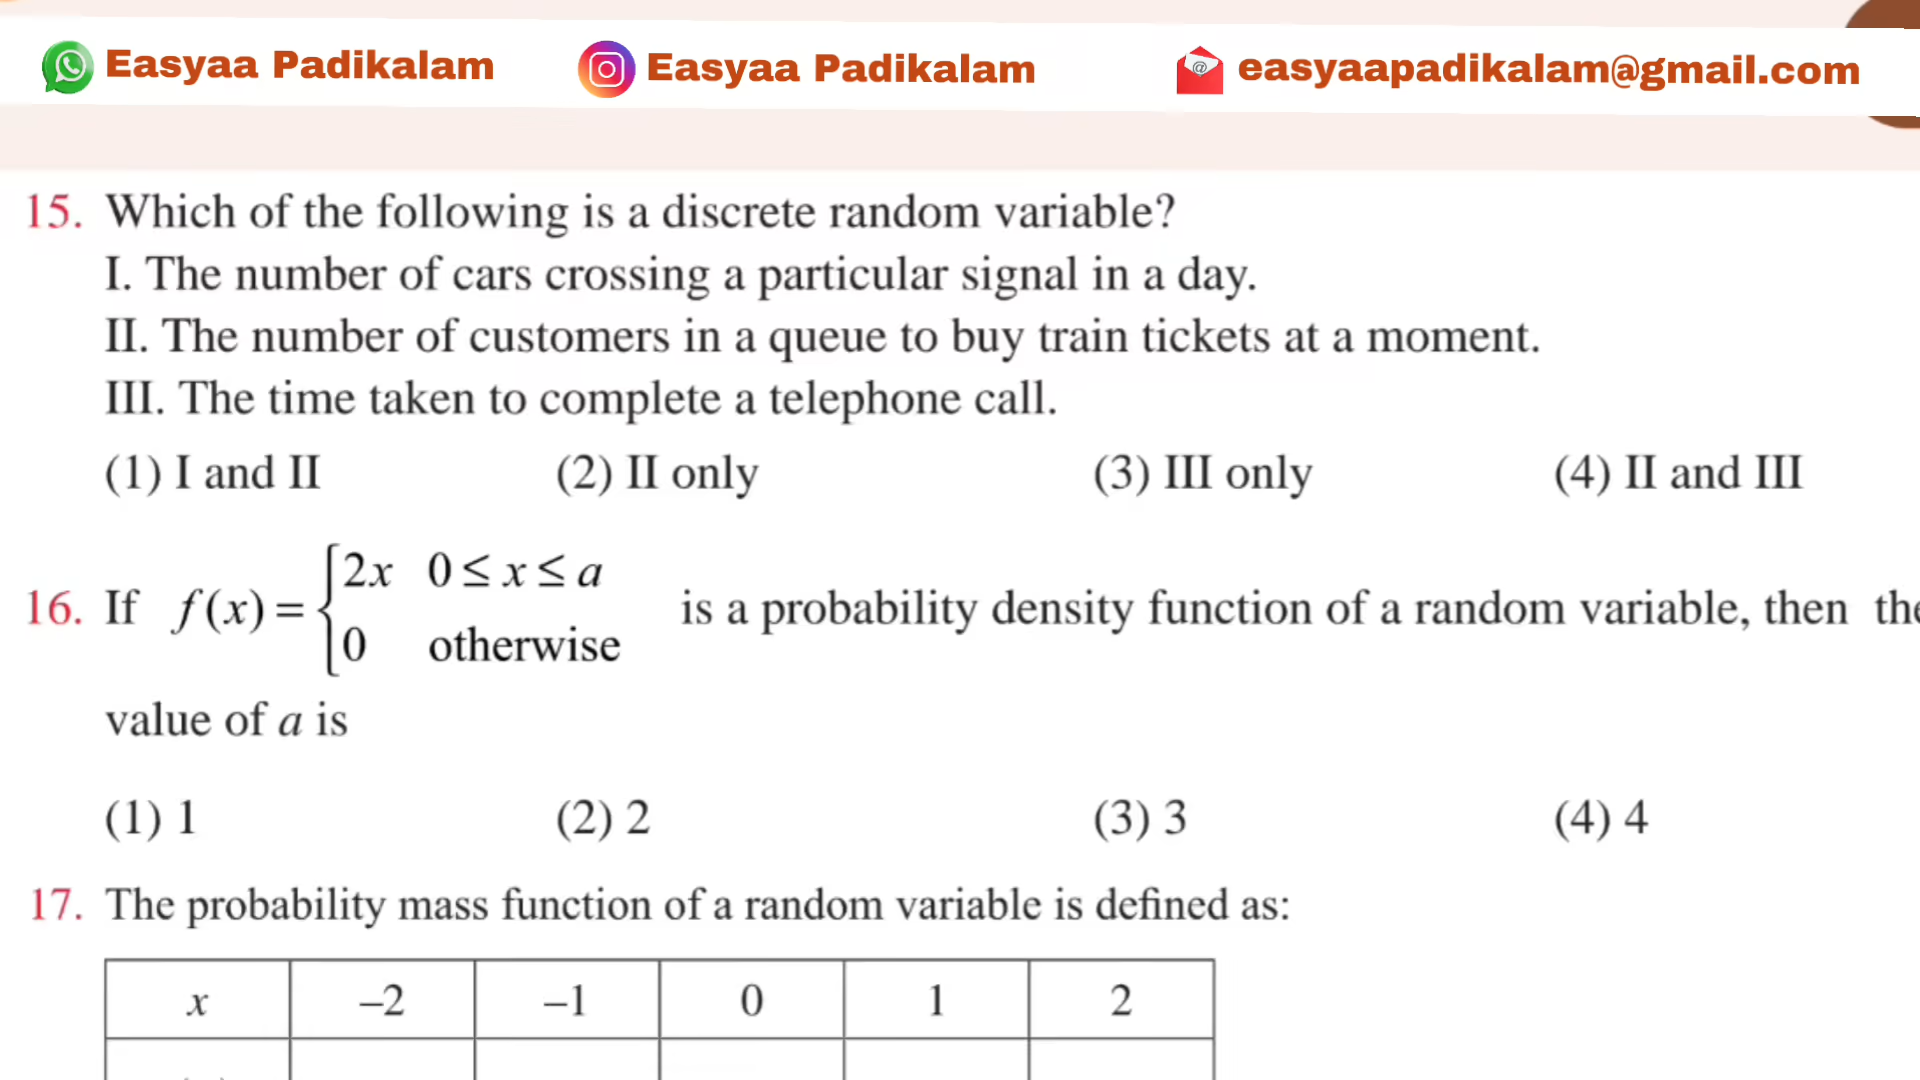 Easyaa Padikalam Easyaa Padikalam easyaapadikalam@gmail.com
15. Which of the following is a discrete random variable?
I. The number of cars crossing a particular signal in a day.
II. The number of customers in a queue to buy train tickets at a moment.
III. The time taken to complete a telephone call.
(1) I and II (2) II only (3) III only (4) II and III
16. If f(x) = { 2x 0 ≤ x ≤ a
0 otherwise
is a probability density function of a random variable, then
value of a is
(1) 1 (2) 2 (3) 3 (4) 4
17. The probability mass function of a random variable is defined as:
x –2 –1 0 1 2